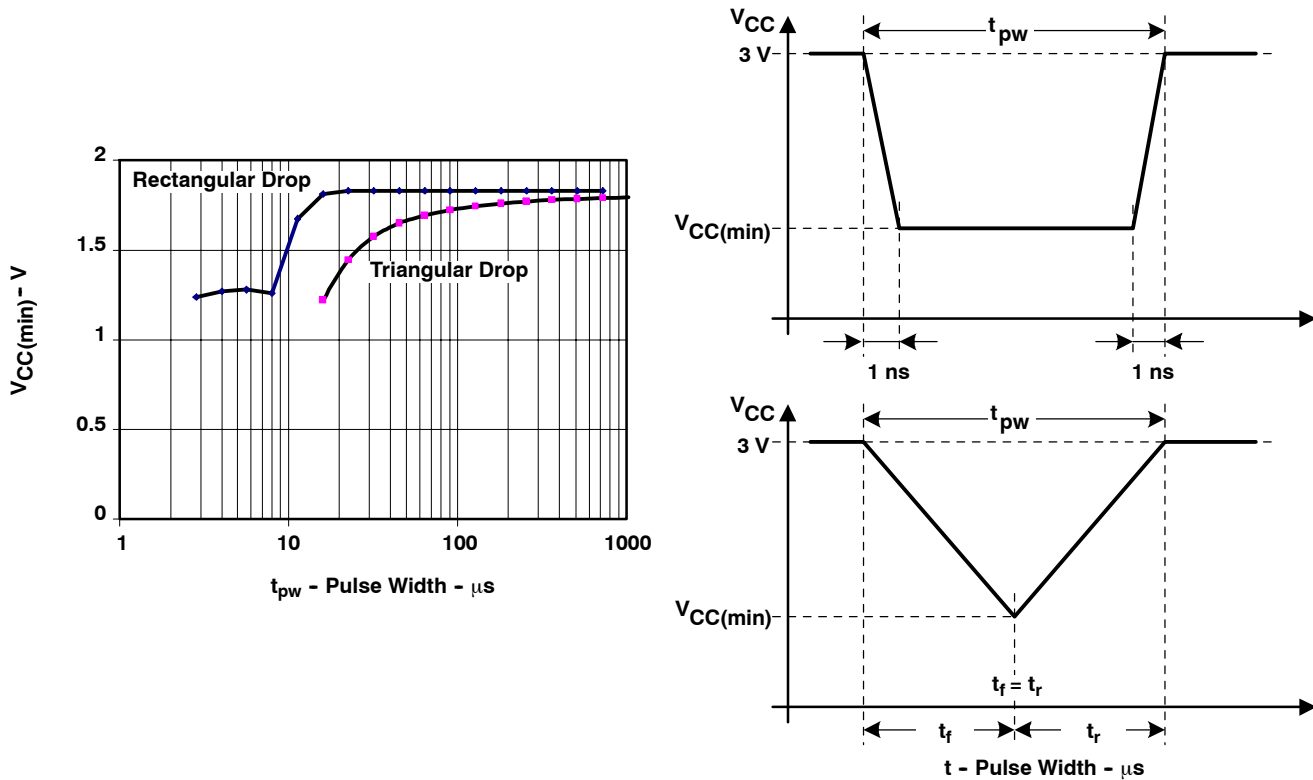 2
Rectangular Drop
1.5
Triangular Drop
1
0.5
0
VCC(min) - V
1
10
100
1000
tpw - Pulse Width - μs
VCC
tpw
3 V
VCC(min)
1 ns
1 ns
VCC
tpw
3 V
VCC(min)
tf = tr
tf
tr
t - Pulse Width - μs